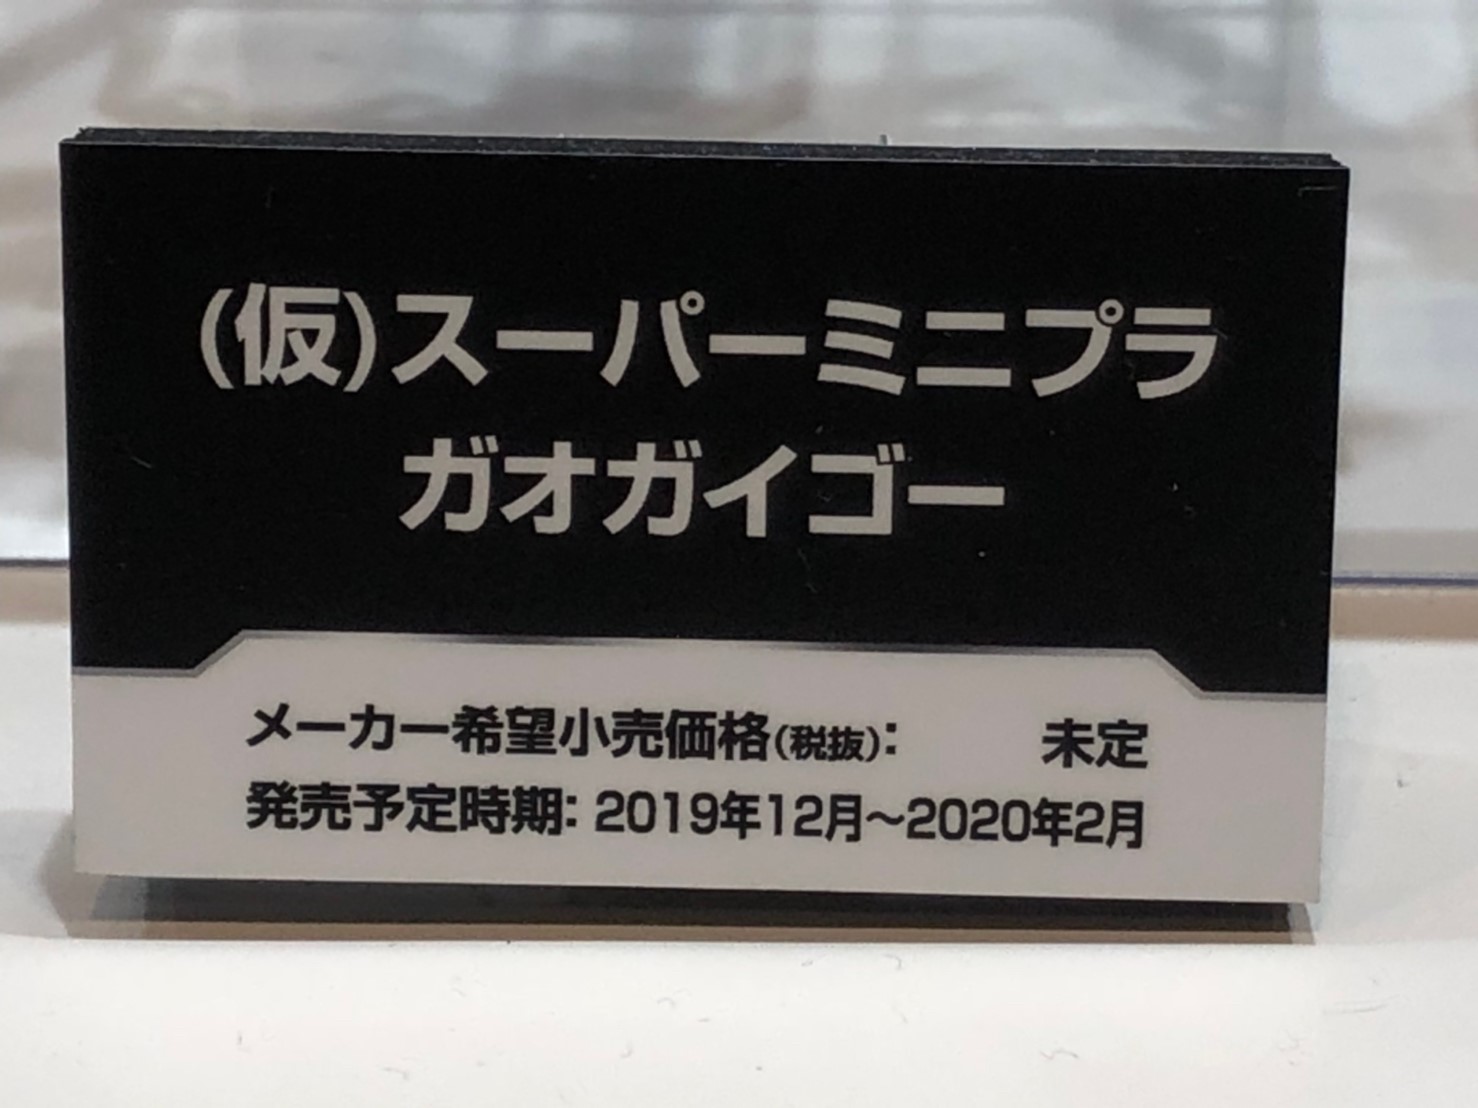 (仮)スーパーミニプラ
ガオガイゴー
メーカー希望小売価格(税抜): 未定
発売予定時期: 2019年12月～2020年2月